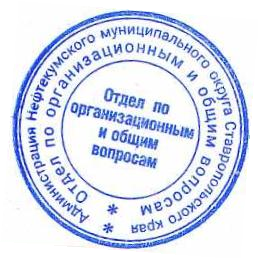 Администрация Нефтекумского муниципального округа Ставропольского края
* Отдел по организационным и общим вопросам *
Отдел по
организационным
и общим
вопросам